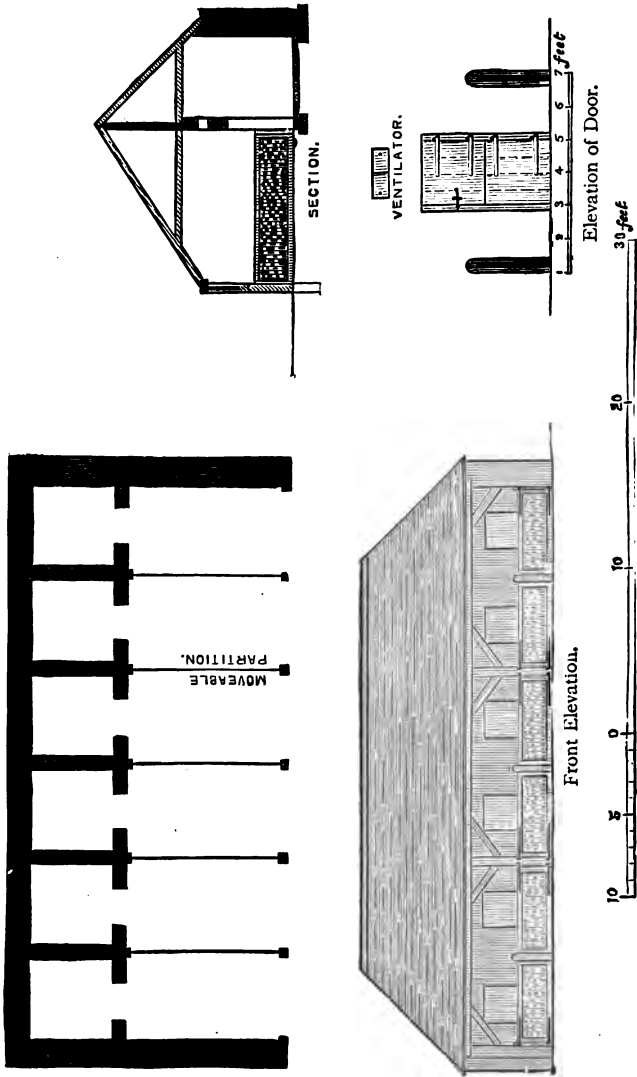 MOVEABLE
PARTITION.
SECTION.
VENTILATOR.
1 2 3 4 5 6 7 feet
Elevation of Door.
Front Elevation.
10 5 0 10 20 30 feet